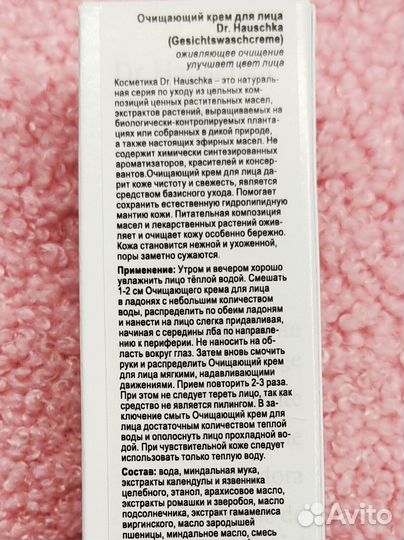 Очищающий крем для лица
Dr. Hauschka
(Gesichtswaschcreme)
оживляющее очищение
улучшает цвет лица
Косметика Dr. Hauschka – это натураль-
ная серия по уходу из цельных ком-
позиций ценных растительных масел,
экстрактов растений, выращиваемых на
биологически-контролируемых планта-
циях или собранных в дикой природе,
а также настоящих эфирных масел. Не
содержит химически синтезированных
ароматизаторов, красителей и консер-
вантов.Очищающий крем для лица да-
рит коже чистоту и свежесть, является
средством базисного ухода. Помогает
сохранить естественную гидролипидную
мантию кожи. Питательная композиция
масел и лекарственных растений ожив-
ляет и очищает кожу особенно бережно.
Кожа становится нежной и ухоженной,
поры заметно сужаются.
Применение: Утром и вечером хорошо
увлажнить лицо тёплой водой. Смешать
1-2 см Очищающего крема для лица
в ладонях с небольшим количеством
воды, распределить по обеим ладоням
и нанести на лицо слегка придавливая,
начиная с середины лба по направле-
нию к периферии. Не наносить на об-
ласть вокруг глаз. Затем вновь смочить
руки и распределить Очищающий крем
для лица мягкими, надавливающими
движениями. Прием повторить 2-3 раза.
При этом не следует тереть лицо, так как
средство не является пилингом. В за-
ключение смыть Очищающий крем для
лица достаточным количеством теплой
воды и ополоснуть лицо прохладной во-
дой. При чувствительной коже следует
использовать только теплую воду.
Состав: вода, миндальная мука,
экстракты календулы и язвенника
целебного, этанол, арахисовое масло,
экстракты ромашки и зверобоя, масло
подсолнечника, экстракт гамамелиса
виргинского, масло зародышей
пшеницы, миндальное масло, смесь
Avito